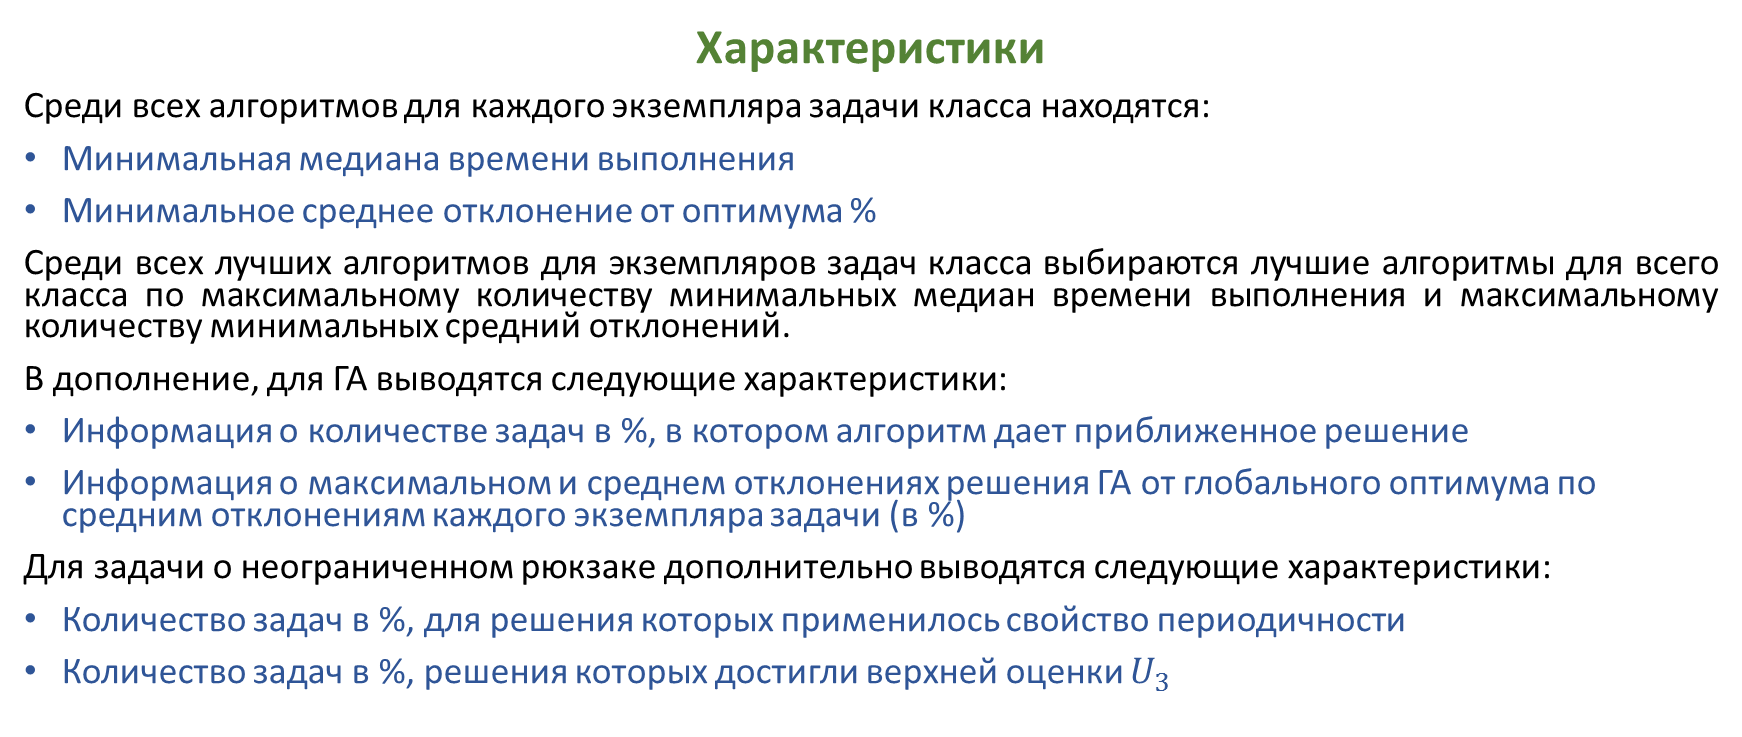 Характеристики
Среди всех алгоритмов для каждого экземпляра задачи класса находятся:
• Минимальная медиана времени выполнения
• Минимальное среднее отклонение от оптимума %
Среди всех лучших алгоритмов для экземпляров задач класса выбираются лучшие алгоритмы для всего
класса по максимальному количеству минимальных медиан времени выполнения и максимальному
количеству минимальных средний отклонений.
В дополнение, для ГА выводятся следующие характеристики:
• Информация о количестве задач в %, в котором алгоритм дает приближенное решение
• Информация о максимальном и среднем отклонениях решения ГА от глобального оптимума по
средним отклонениям каждого экземпляра задачи (в %)
Для задачи о неограниченном рюкзаке дополнительно выводятся следующие характеристики:
• Количество задач в %, для решения которых применилось свойство периодичности
• Количество задач в %, решения которых достигли верхней оценки U₃